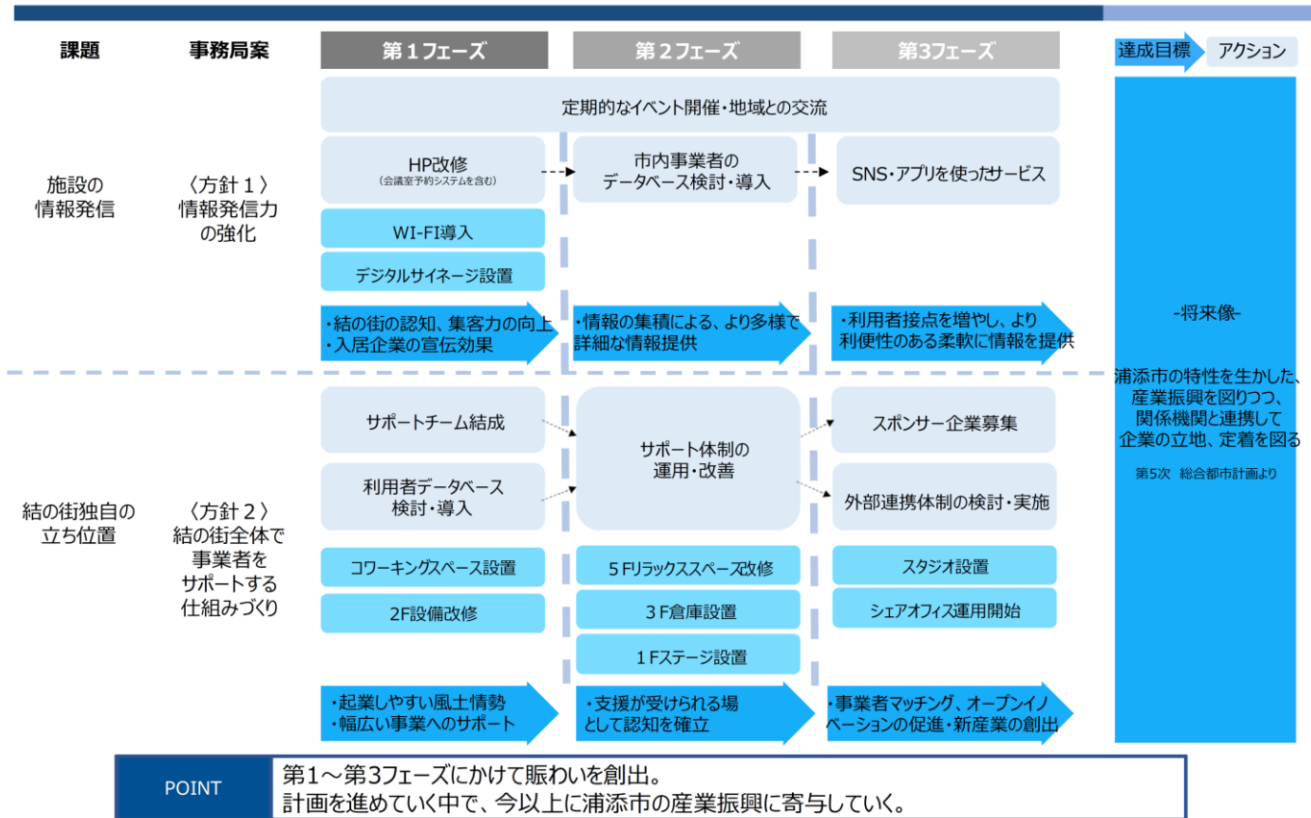 課題
事務局案
第１フェーズ
第２フェーズ
第3フェーズ
達成目標
アクション
定期的なイベント開催・地域との交流
施設の
情報発信
〈方針１〉
情報発信力
の強化
HP改修
(会議室予約システムを含む)
市内事業者の
データベース検討・導入
SNS・アプリを使ったサービス
WI-FI導入
デジタルサイネージ設置
・結の街の認知、集客力の向上
・入居企業の宣伝効果
・情報の集積による、より多様で
詳細な情報提供
・利用者接点を増やし、より
利便性のある柔軟に情報を提供
結の街独自の
立ち位置
〈方針２〉
結の街全体で
事業者を
サポートする
仕組みづくり
サポートチーム結成
利用者データベース
検討・導入
サポート体制の
運用・改善
スポンサー企業募集
外部連携体制の検討・実施
コワーキングスペース設置
2F設備改修
５Fリラックススペース改修
３F倉庫設置
１Fステージ設置
スタジオ設置
シェアオフィス運用開始
・起業しやすい風土情勢
・幅広い事業へのサポート
・支援が受けられる場
として認知を確立
・事業者マッチング、オープンイノ
ベーションの促進・新産業の創出
-将来像-
浦添市の特性を生かした、
産業振興を図りつつ、
関係機関と連携して
企業の立地、定着を図る
第5次 総合都市計画より
POINT
第1～第3フェーズにかけて賑わいを創出。
計画を進めていく中で、今以上に浦添市の産業振興に寄与していく。